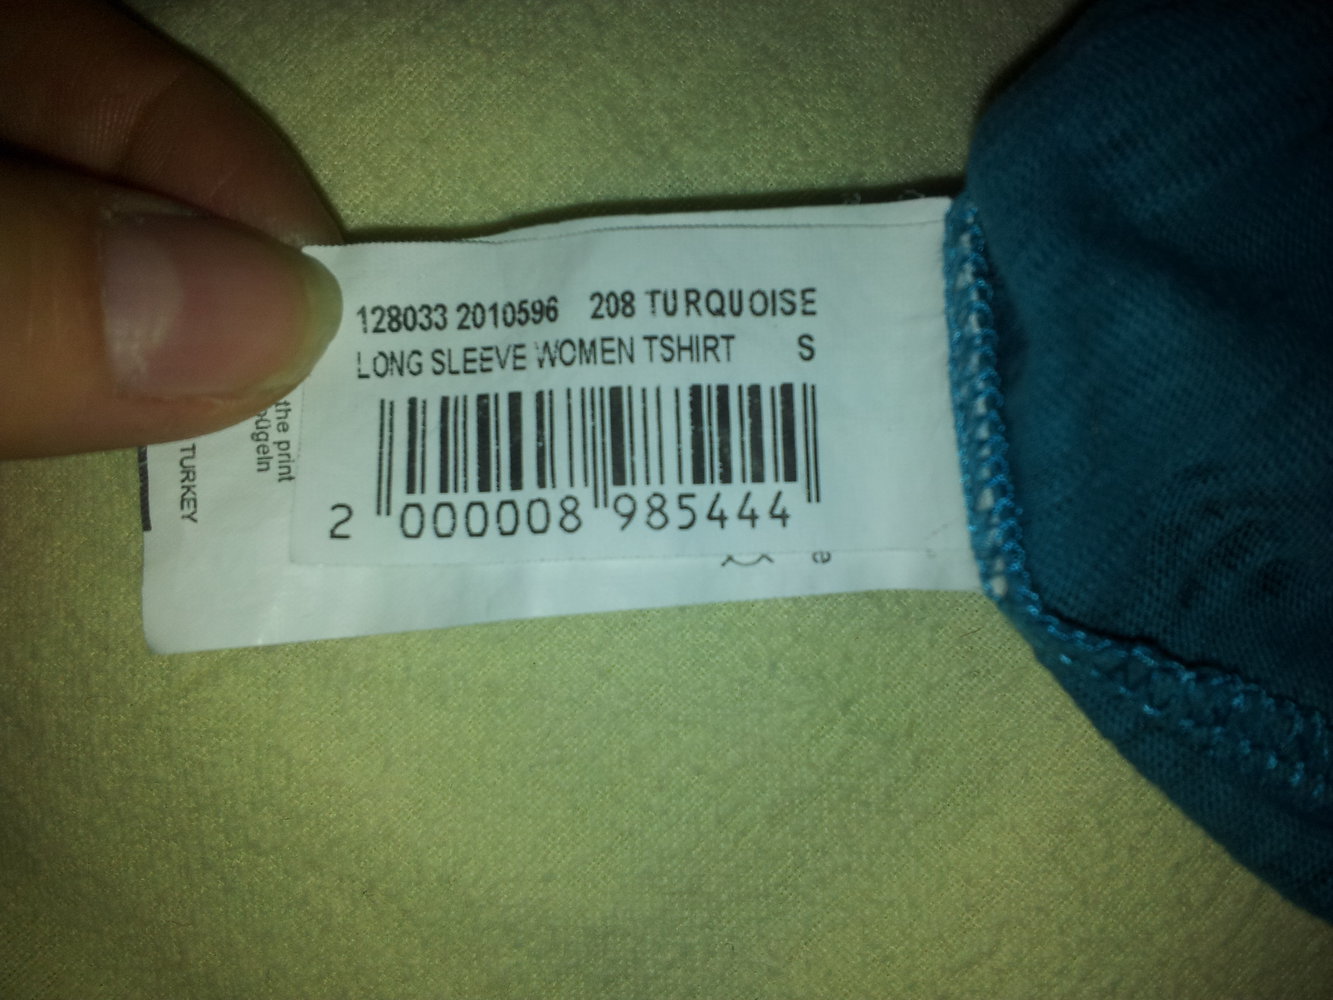 128033 2010596 208 TURQUOISE
LONG SLEEVE WOMEN TSHIRT S
2 000008 985444
the print
bügeln
TURKEY
e